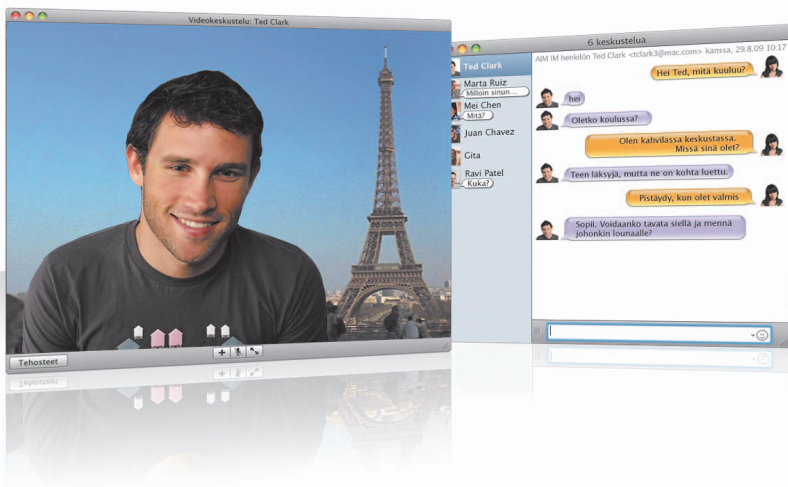 Videokeskustelu: Ted Clark
Tehosteet
6 keskustelua
AIM IM henkilön Ted Clark <tclark3@mac.com> kanssa, 29.8.09 10:17
Ted Clark
Marta Ruiz
Milloin sinun...
Mei Chen
Mitä?
Juan Chavez
Gita
Ravi Patel
Kuka?
Hei Ted, mitä kuuluu?
hei
Oletko koulussa?
Olen kahvilassa keskustassa.
Missä sinä olet?
Teen läksyjä, mutta ne on kohta luettu.
Pistäydy, kun olet valmis
Sopii. Voidaanko tavata siellä ja mennä
johonkin lounaalle?